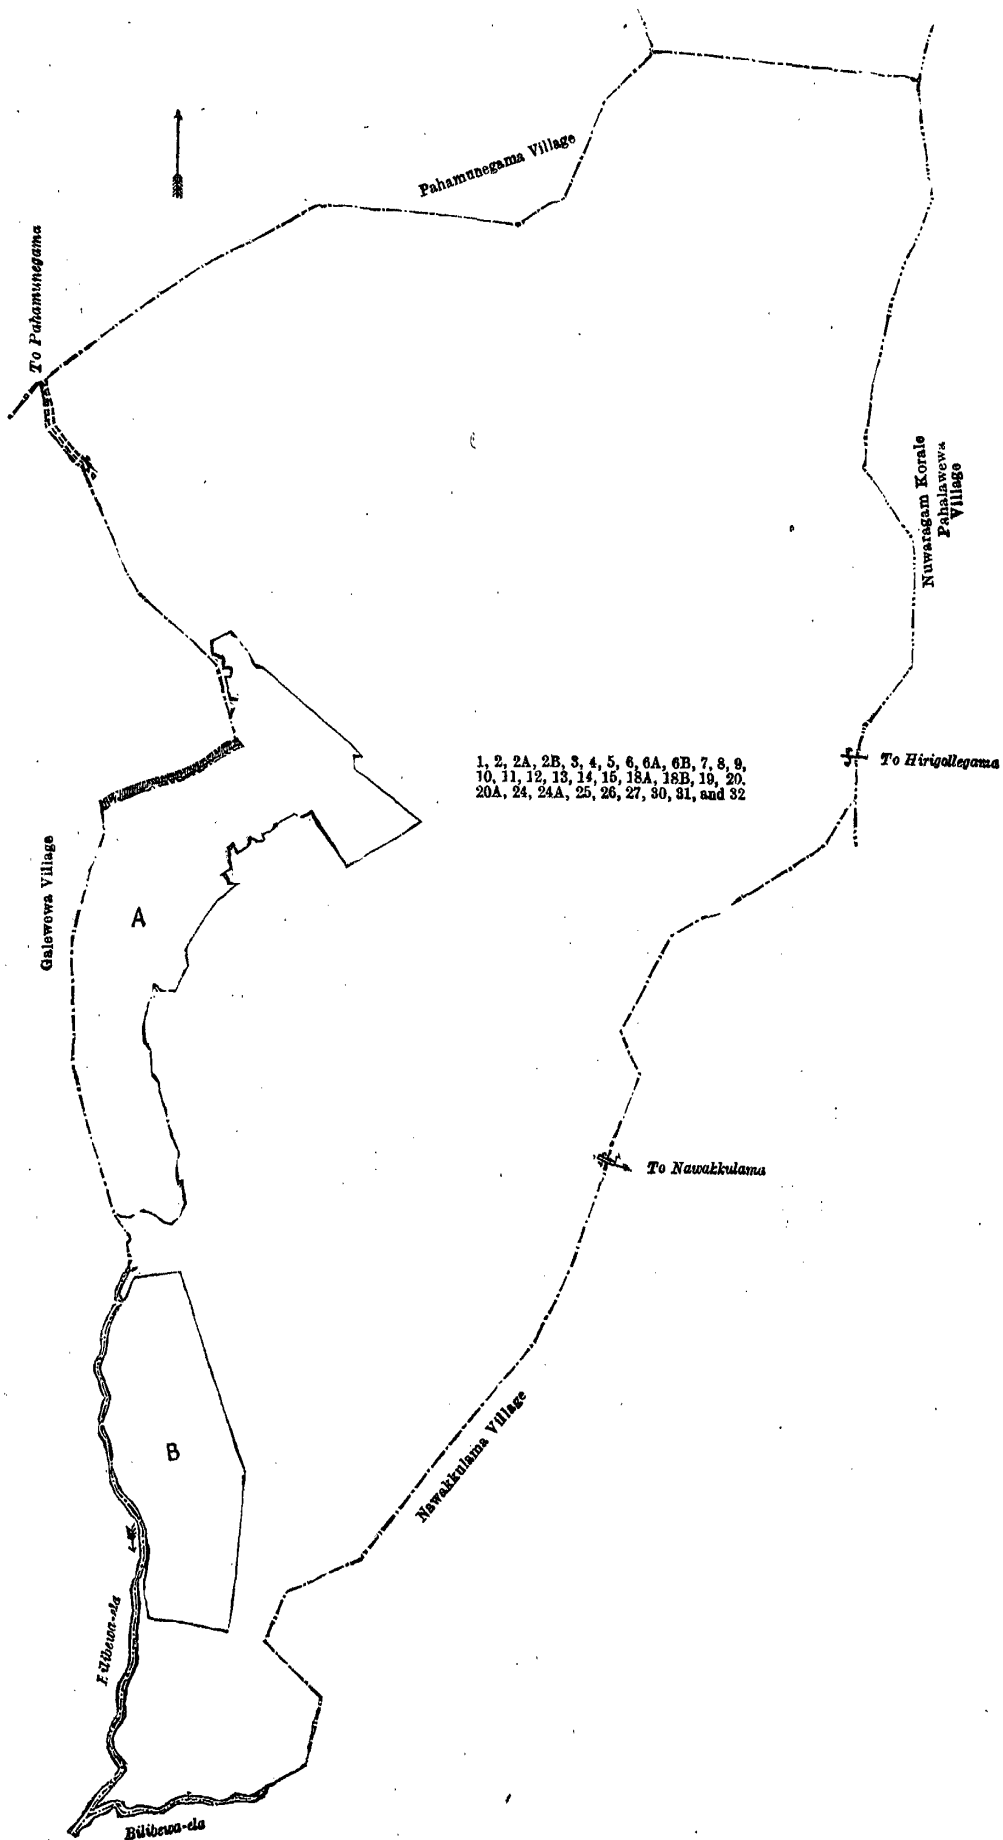 Pahamunegama Village
To Pahamunegama
Nuwaragam Korale
Pahalawewa
Village
1, 2, 2A, 2B, 3, 4, 5, 6, 6A, 6B, 7, 8, 9,
10, 11, 12, 13, 14, 15, 18A, 18B, 19, 20,
20A, 24, 24A, 25, 26, 27, 30, 31, and 32
To Hirigollegama
Galewewa Village
A
To Nawakkulama
Nawakkulama Village
B
Bilibewa-ela
Bilibewa-ela